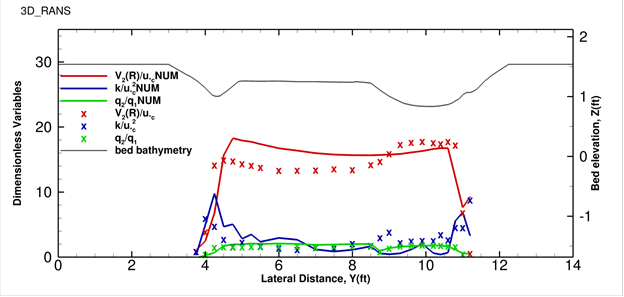 3D_RANS
Dimensionless Variables
30
20
10
0
V₂(R)/u*c NUM
k/u*c² NUM
q₂/q₁ NUM
V₂(R)/u*c
k/u*c²
q₂/q₁
bed bathymetry
2
1
0
-1
Bed elevation, Z(ft)
0 2 4 6 8 10 12 14
Lateral Distance, Y(ft)